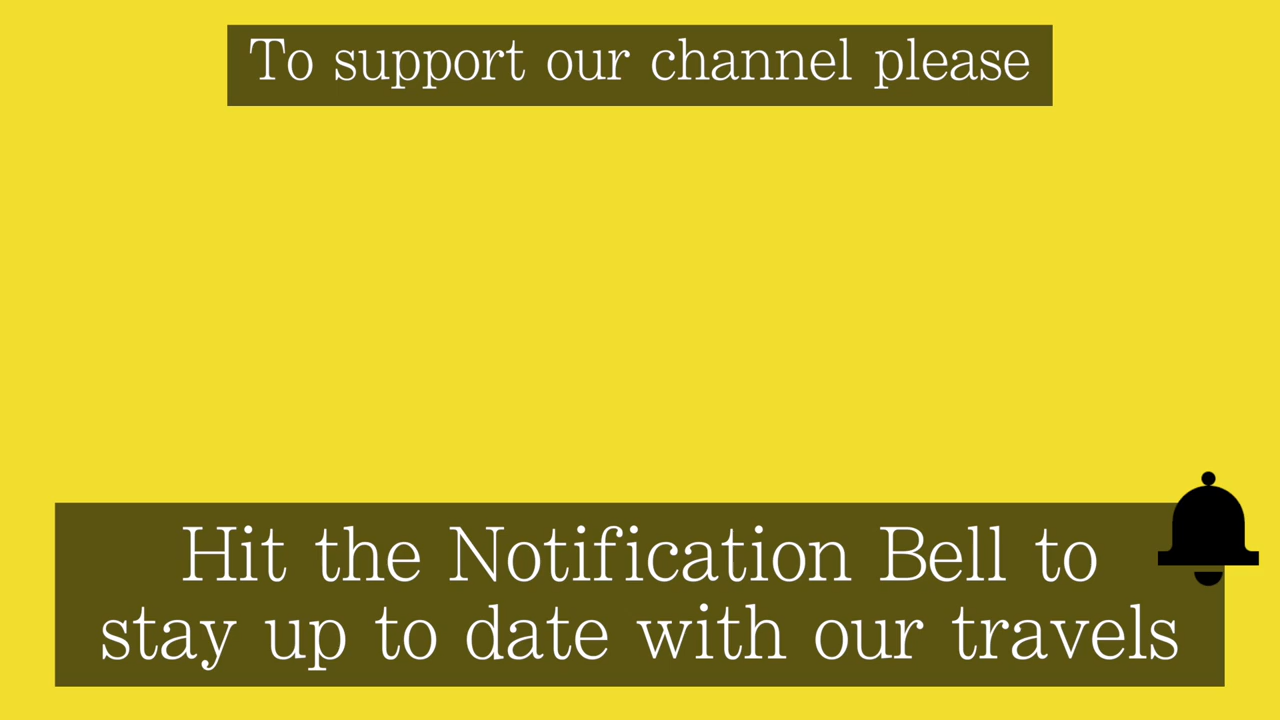 To support our channel please
Hit the Notification Bell to
stay up to date with our travels